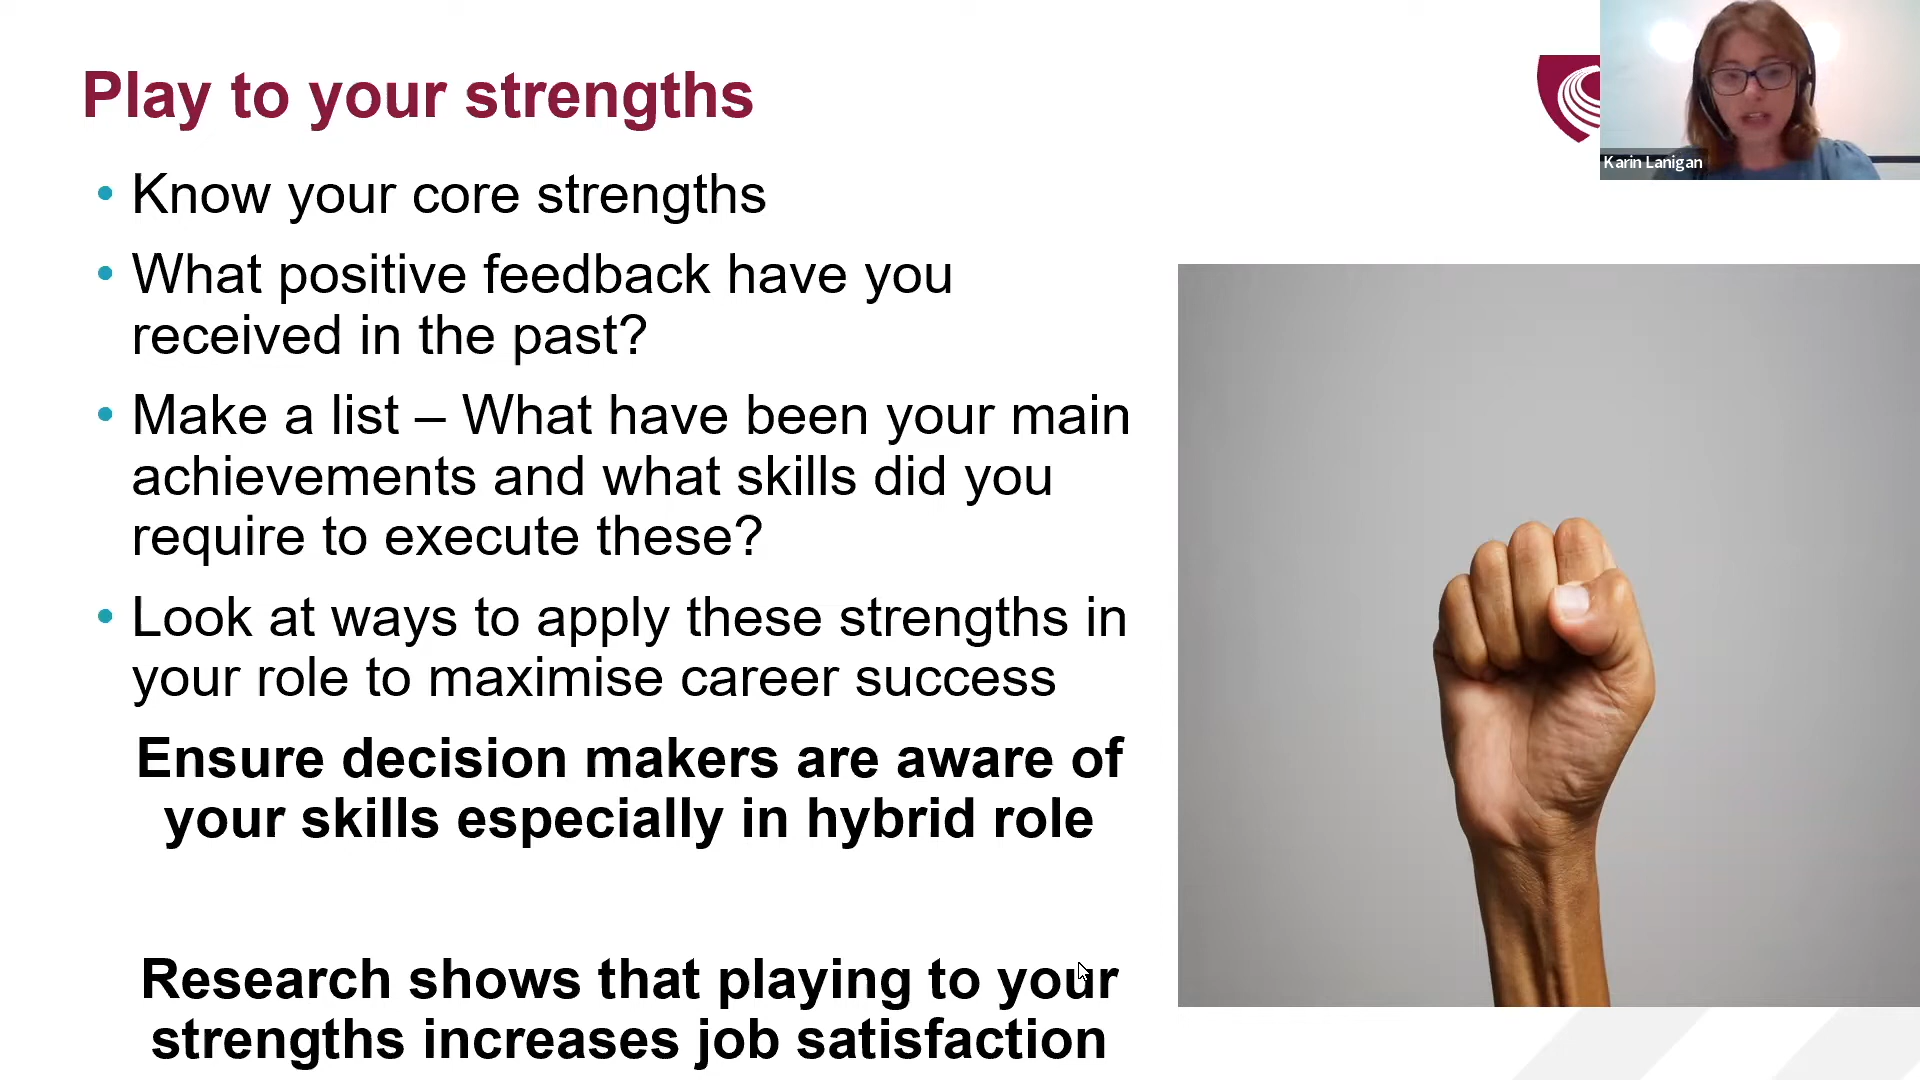 Play to your strengths
Karin Lanigan
• Know your core strengths
• What positive feedback have you
received in the past?
• Make a list – What have been your main
achievements and what skills did you
require to execute these?
• Look at ways to apply these strengths in
your role to maximise career success
Ensure decision makers are aware of
your skills especially in hybrid role
Research shows that playing to your
strengths increases job satisfaction